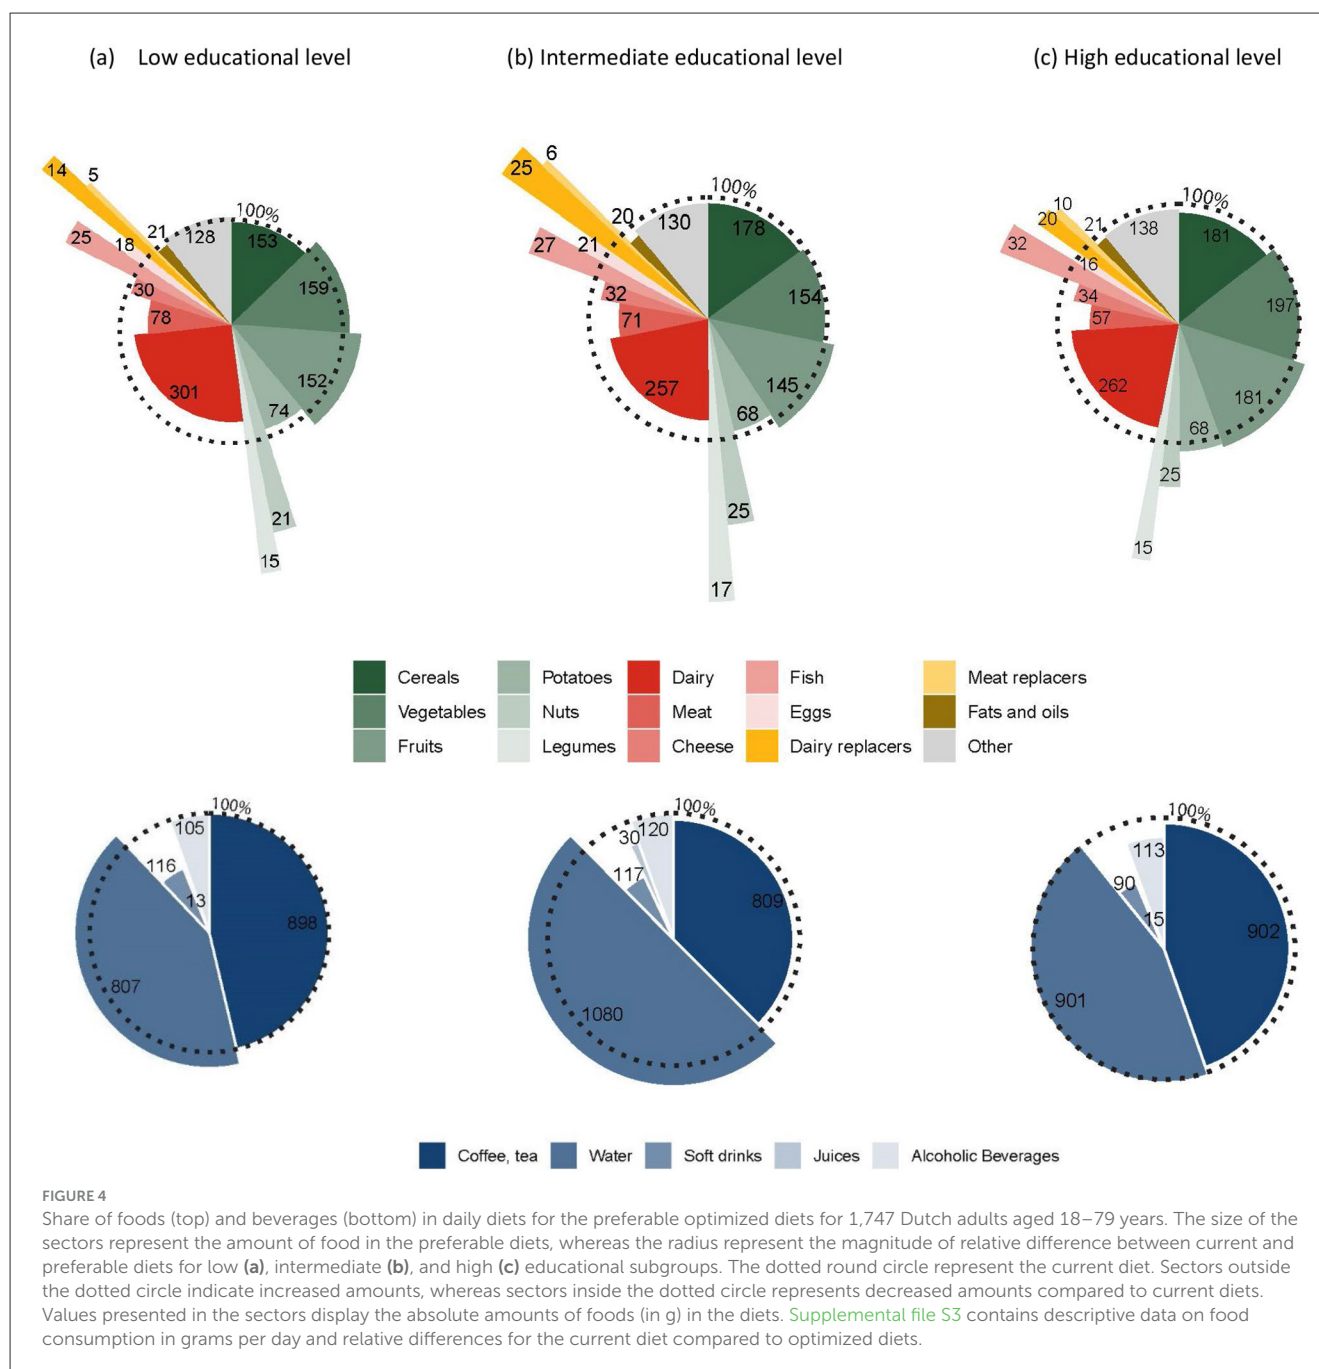 (a) Low educational level
(b) Intermediate educational level
(c) High educational level
14
5
25
18
21
128
100%
153
159
30
78
301
152
74
21
15
25
6
27
21
20
130
100%
178
154
32
71
257
145
68
25
17
32
10
20
16
21
138
100%
181
197
34
57
262
181
68
25
15
Cereals
Vegetables
Fruits
Potatoes
Nuts
Legumes
Dairy
Meat
Cheese
Fish
Eggs
Dairy replacers
Meat replacers
Fats and oils
Other
100%
105
116
13
898
807
100%
120
30
117
809
1080
100%
113
90
15
902
901
Coffee, tea
Water
Soft drinks
Juices
Alcoholic Beverages
FIGURE 4
Share of foods (top) and beverages (bottom) in daily diets for the preferable optimized diets for 1,747 Dutch adults aged 18–79 years. The size of the
sectors represent the amount of food in the preferable diets, whereas the radius represent the magnitude of relative difference between current and
preferable diets for low (a), intermediate (b), and high (c) educational subgroups. The dotted round circle represent the current diet. Sectors outside
the dotted circle indicate increased amounts, whereas sectors inside the dotted circle represents decreased amounts compared to current diets.
Values presented in the sectors display the absolute amounts of foods (in g) in the diets. Supplemental file S3 contains descriptive data on food
consumption in grams per day and relative differences for the current diet compared to optimized diets.